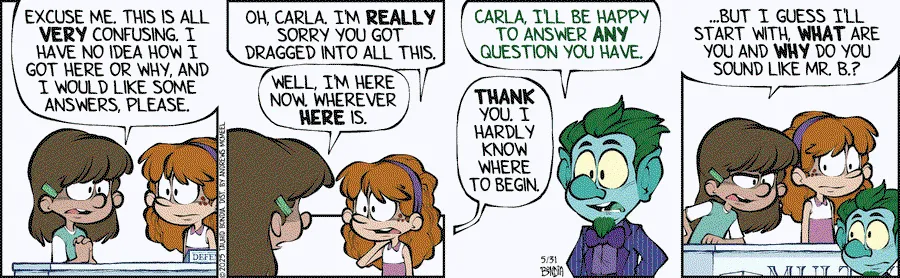 EXCUSE ME. THIS IS ALL
VERY CONFUSING. I
HAVE NO IDEA HOW I
GOT HERE OR WHY, AND
I WOULD LIKE SOME
ANSWERS, PLEASE.
DEFE
OH, CARLA. I'M REALLY
SORRY YOU GOT
DRAGGED INTO ALL THIS.
WELL, I'M HERE
NOW. WHEREVER
HERE IS.
CARLA, I'LL BE HAPPY
TO ANSWER ANY
QUESTION YOU HAVE.
THANK
YOU. I
HARDLY
KNOW
WHERE
TO BEGIN.
5/31
...BUT I GUESS I'LL
START WITH, WHAT ARE
YOU AND WHY DO YOU
SOUND LIKE MR. B.?
MULT